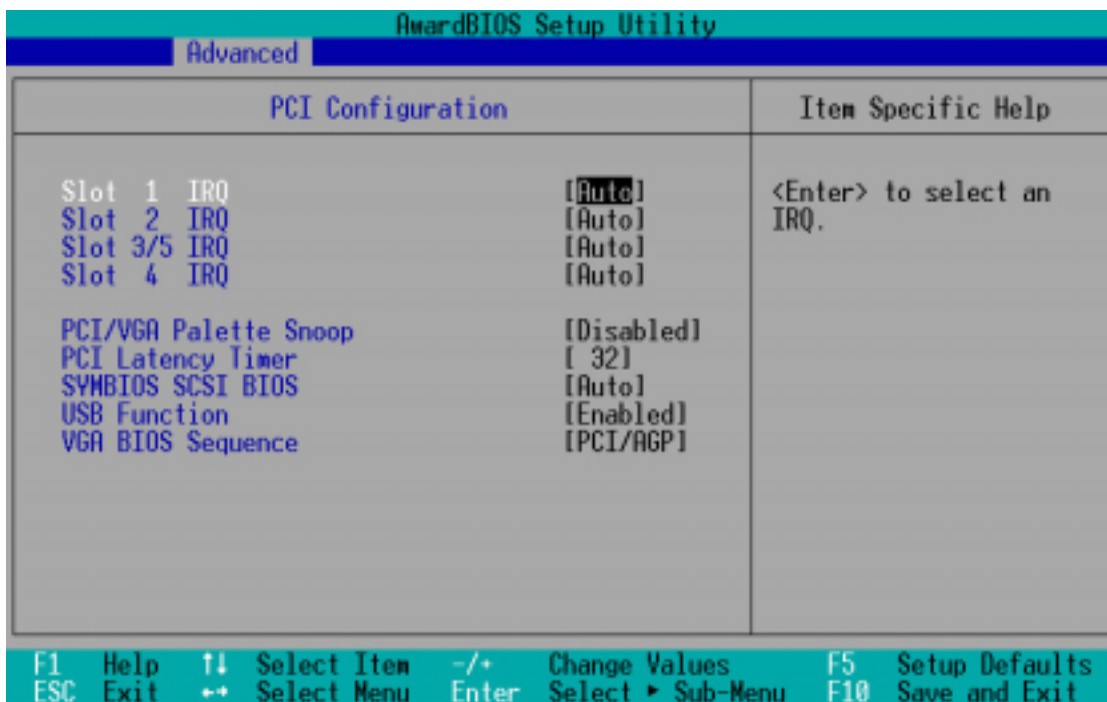 AwardBIOS Setup Utility
Advanced
PCI Configuration
Item Specific Help
Slot 1 IRQ [Auto]
Slot 2 IRQ [Auto]
Slot 3/5 IRQ [Auto]
Slot 4 IRQ [Auto]
PCI/VGA Palette Snoop [Disabled]
PCI Latency Timer [ 32]
SYMBIOS SCSI BIOS [Auto]
USB Function [Enabled]
VGA BIOS Sequence [PCI/AGP]
<Enter> to select an
IRQ.
F1 Help ↑↓ Select Item -/+ Change Values F5 Setup Defaults
ESC Exit ←→ Select Menu Enter Select ► Sub-Menu F10 Save and Exit